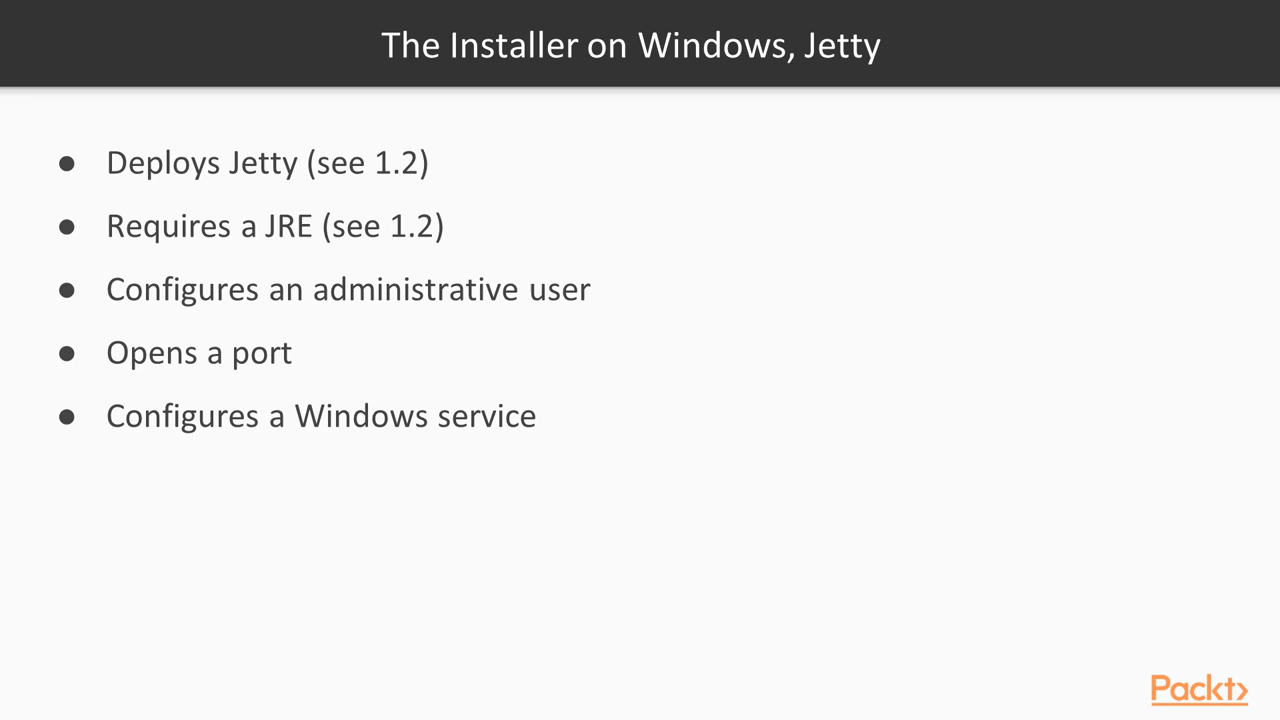 The Installer on Windows, Jetty
● Deploys Jetty (see 1.2)
● Requires a JRE (see 1.2)
● Configures an administrative user
● Opens a port
● Configures a Windows service
Packt>